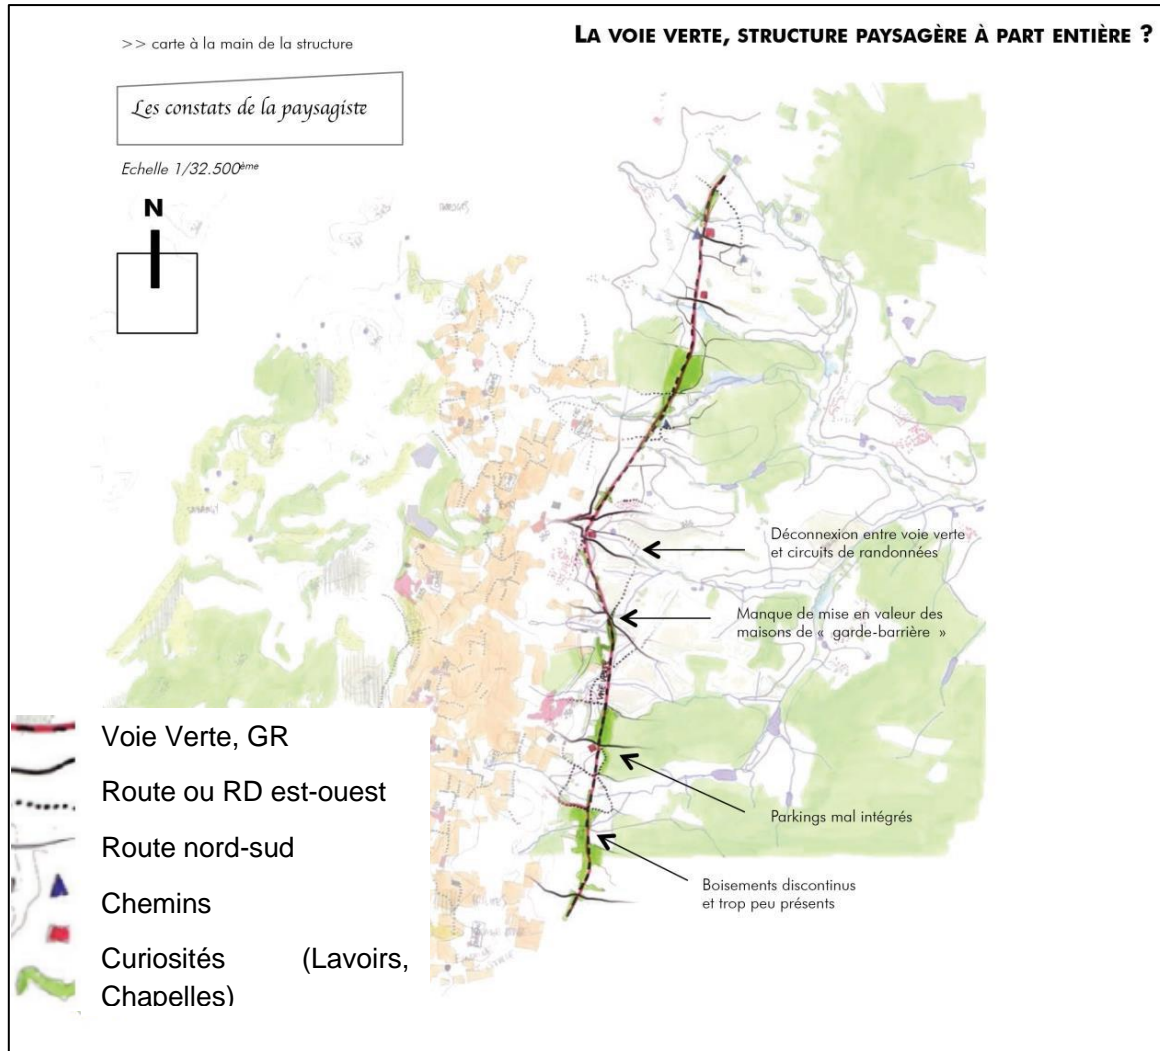 LA VOIE VERTE, STRUCTURE PAYSAGÈRE À PART ENTIÈRE ?
>> carte à la main de la structure
Les constats de la paysagiste
Echelle 1/32.500ème
N
Déconnexion entre voie verte
et circuits de randonnées
Manque de mise en valeur des
maisons de « garde-barrière »
Parkings mal intégrés
Boisements discontinus
et trop peu présents
Voie Verte, GR
Route ou RD est-ouest
Route nord-sud
Chemins
Curiosités (Lavoirs,
Chapelles)